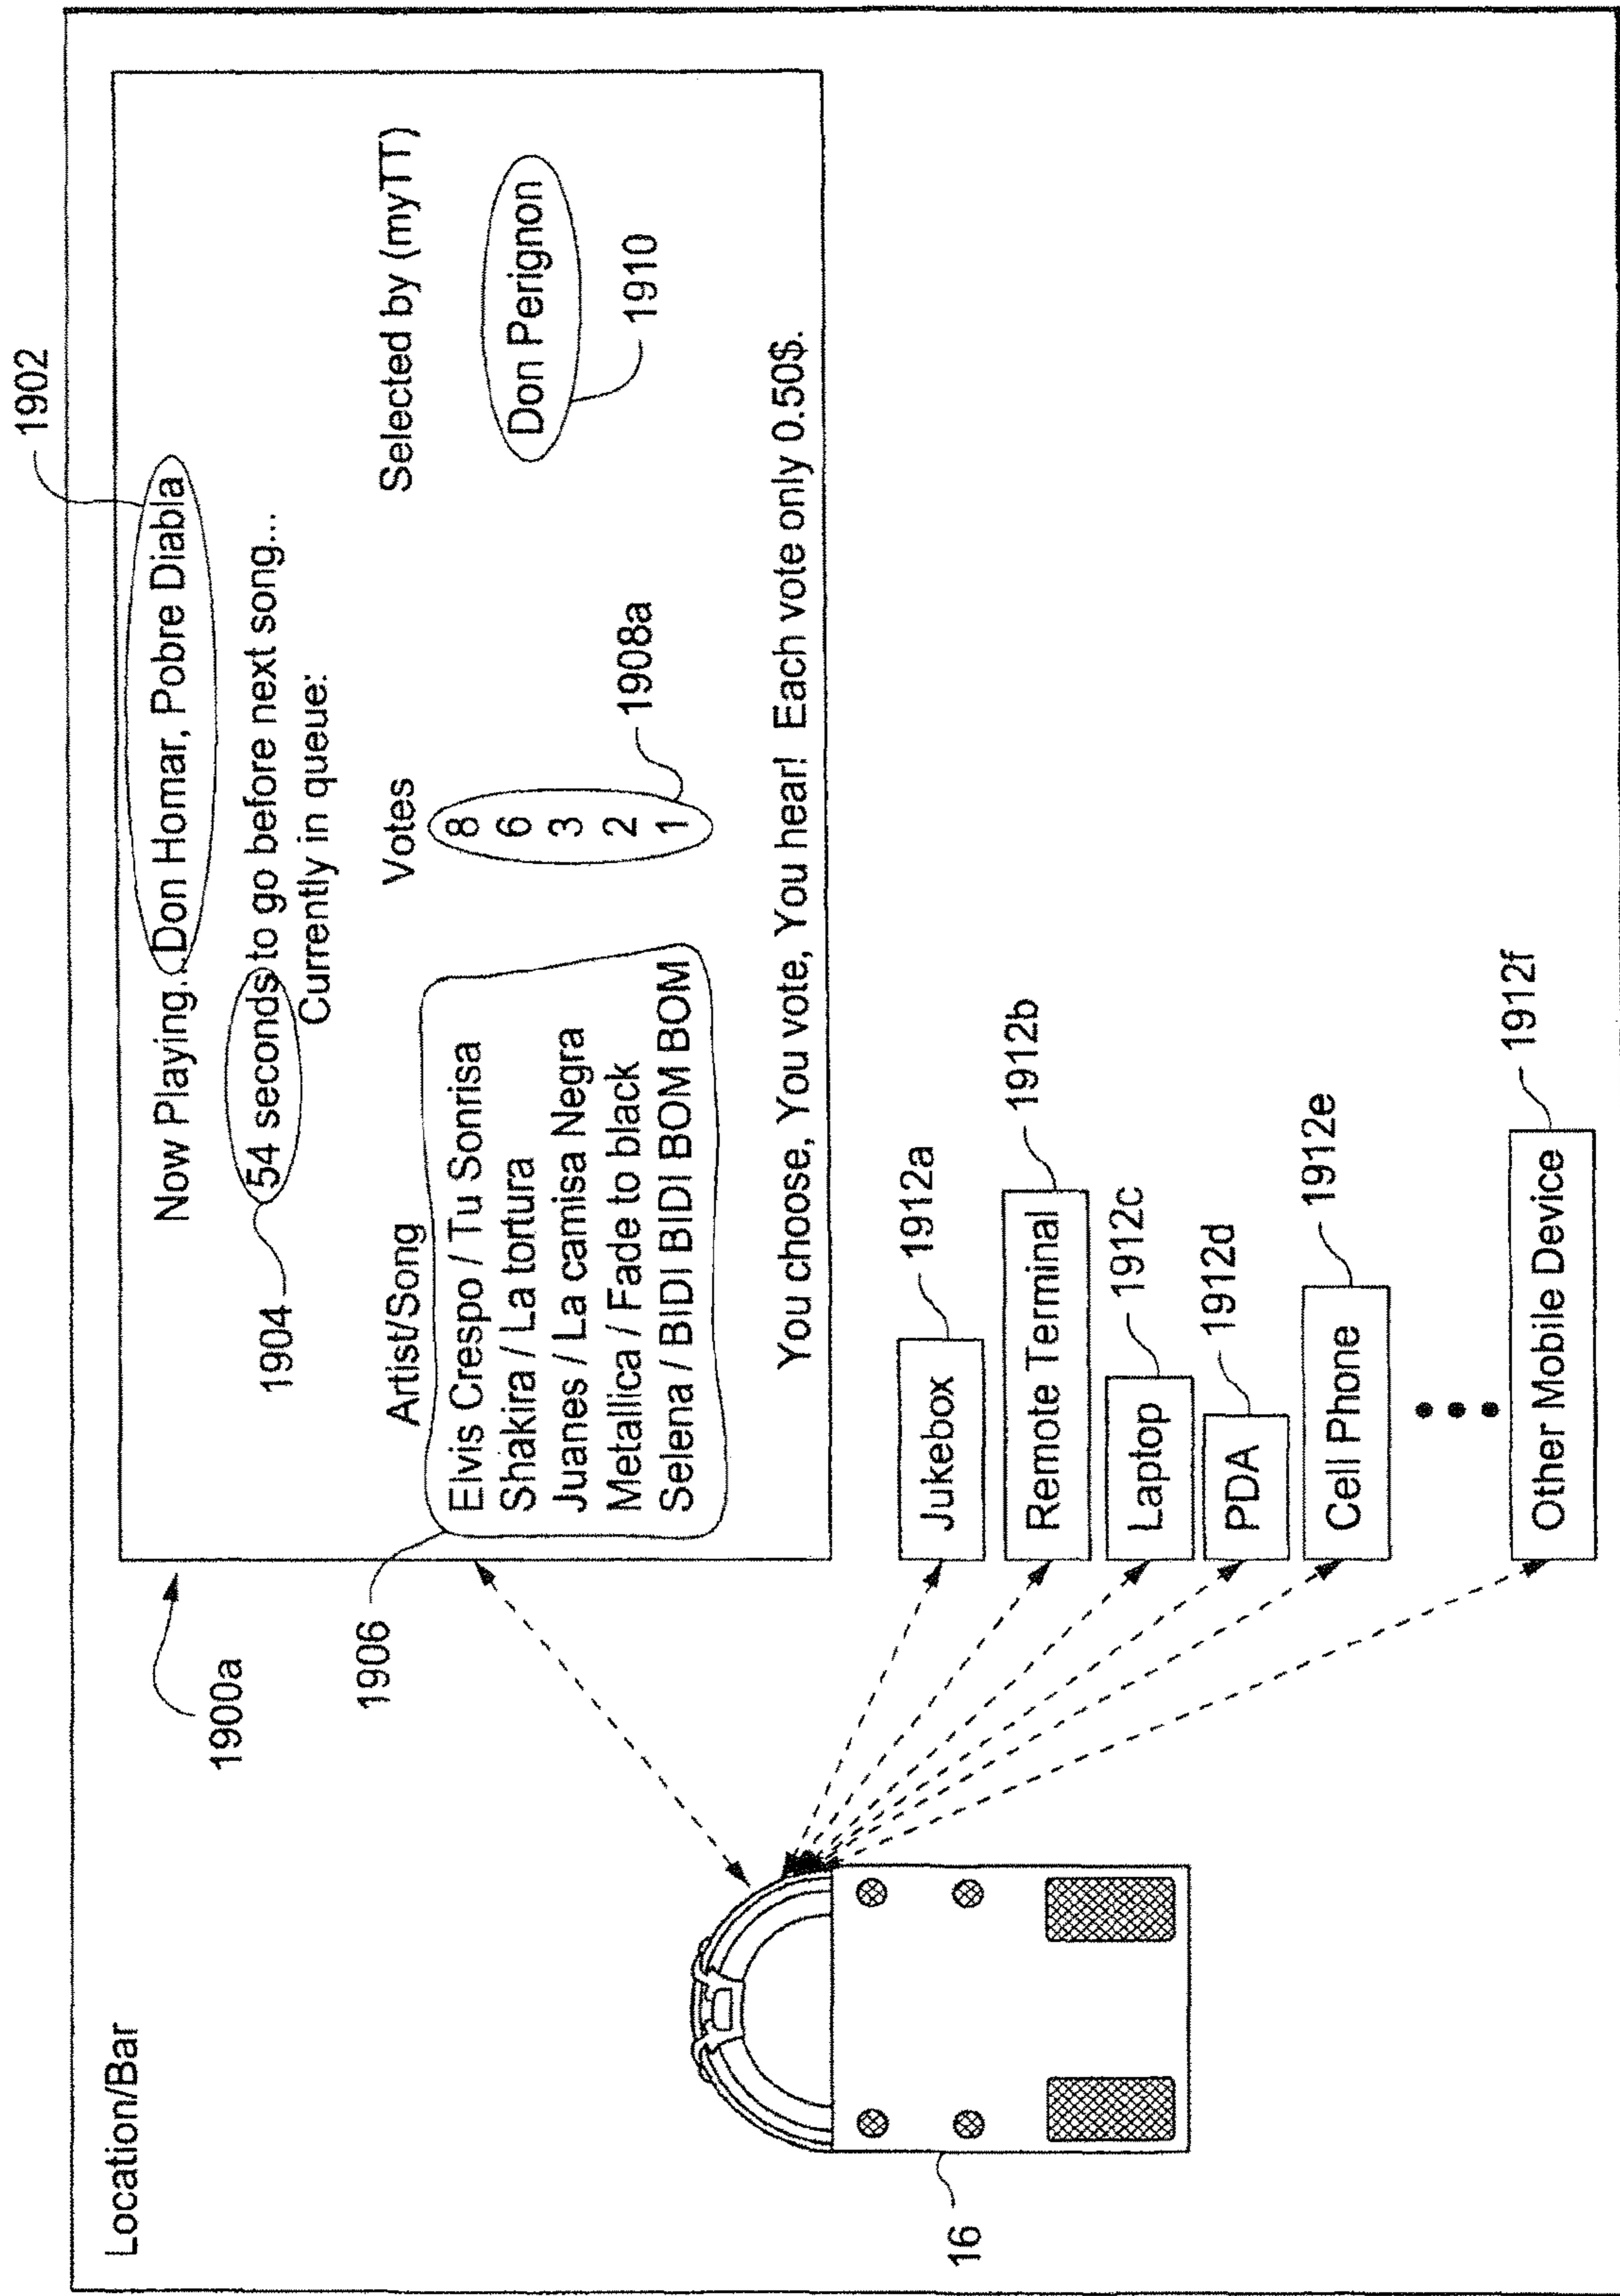 Location/Bar
1902
Now Playing...Don Homar, Pobre Diabla
54 seconds to go before next song...
Currently in queue:
1904
1900a
1906
Artist/Song Votes Selected by (myTT)
Elvis Crespo / Tu Sonrisa 8
Shakira / La tortura 6 Don Perignon
Juanes / La camisa Negra 3
Metallica / Fade to black 2
Selena / BIDI BIDI BOM BOM 1
1908a
1910
You choose, You vote, You hear! Each vote only 0.50$.
16
Jukebox 1912a
Remote Terminal 1912b
Laptop 1912c
PDA 1912d
Cell Phone 1912e
Other Mobile Device 1912f